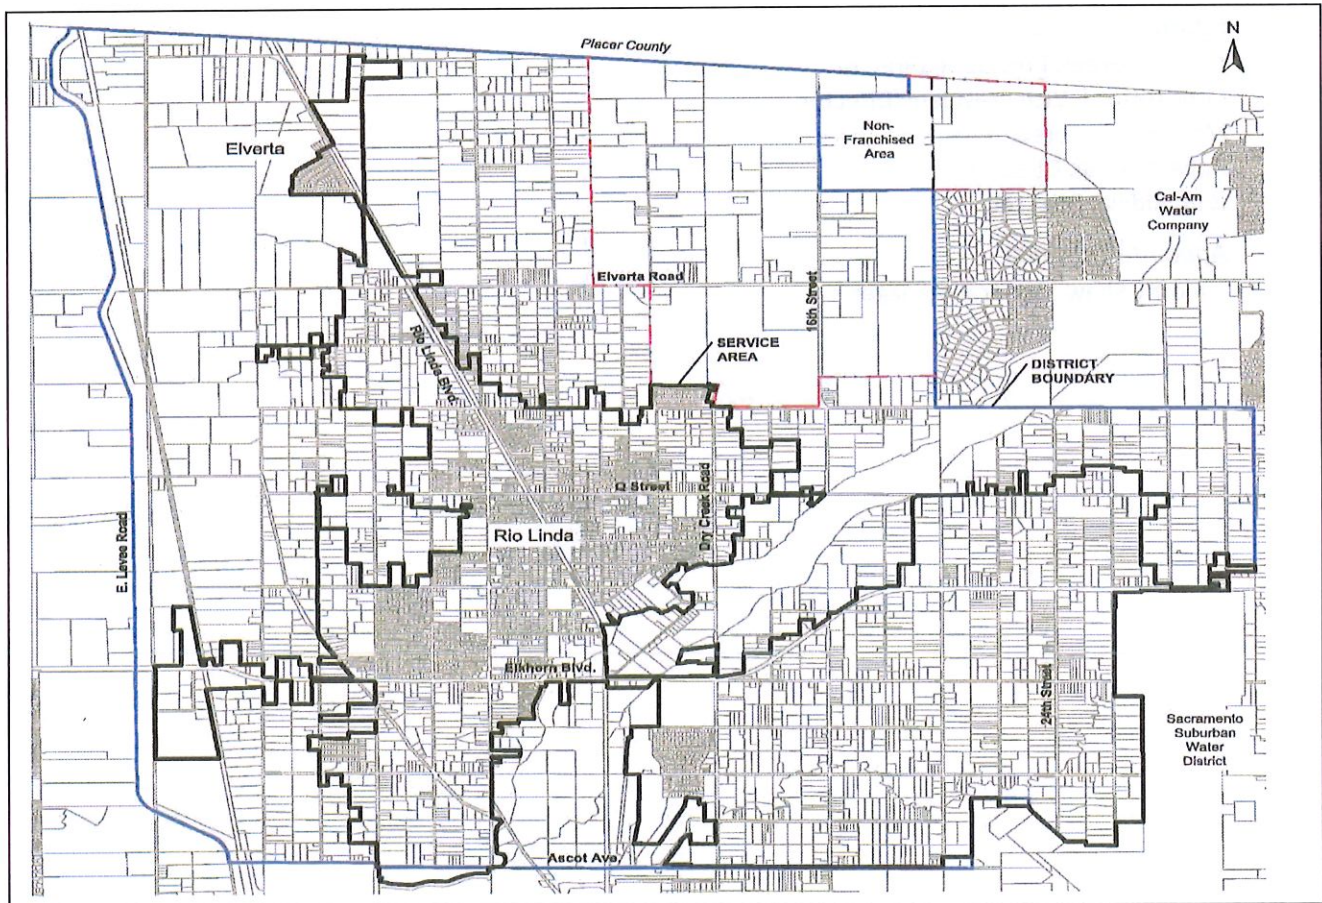 Placer County
N
Non-
Franchised
Area
Elverta
Cal-Am
Water
Company
Elverta Road
16th Street
Rio Linda Blvd.
SERVICE
AREA
DISTRICT
BOUNDARY
Q Street
Dry Creek Road
Rio Linda
E. Levee Road
Elkhorn Blvd.
24th Street
Sacramento
Suburban
Water
District
Ascot Ave.